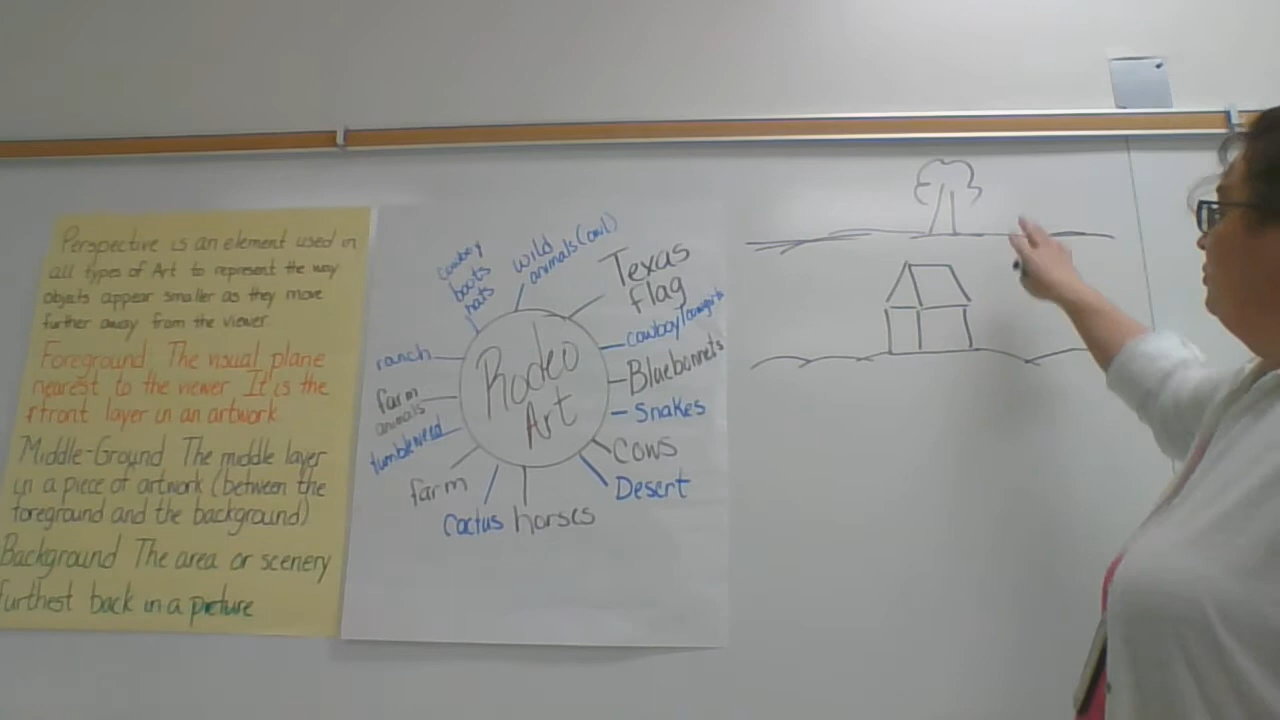 Perspective is an element used in
all types of Art to represent the way
objects appear smaller as they move
further away from the viewer.
Foreground The visual plane
nearest to the viewer. It is the
front layer in an artwork.
Middle-Ground The middle layer
in a piece of artwork (between the
foreground and the background)
Background The area or scenery
furthest back in a picture
Rodeo
Art
cowboy
boots
hats
wild
animals (owl)
Texas
flag
cowboy/cowgirls
Bluebonnets
Snakes
Cows
Desert
horses
Cactus
farm
tumbleweed
farm
animals
ranch